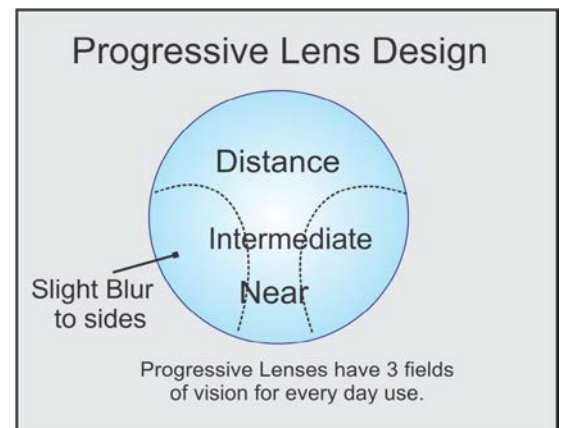 Progressive Lens Design
Distance
Intermediate
Near
Slight Blur
to sides
Progressive Lenses have 3 fields
of vision for every day use.